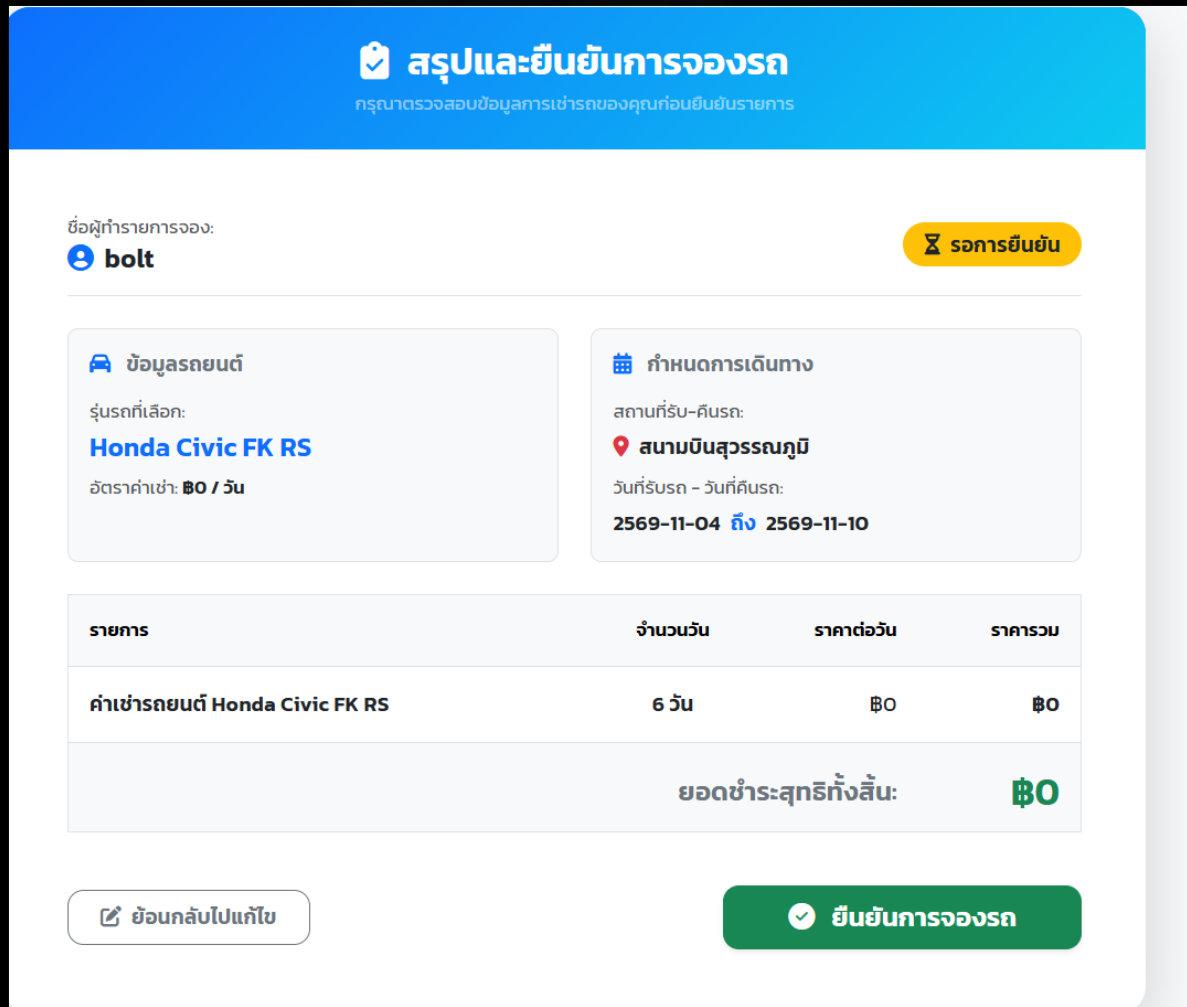 สรุปและยืนยันการจองรถ
กรุณาตรวจสอบข้อมูลการเช่ารถของคุณก่อนยืนยันรายการ
ชื่อผู้ทำรายการจอง:
bolt
รอการยืนยัน
ข้อมูลรถยนต์
รุ่นรถที่เลือก:
Honda Civic FK RS
อัตราค่าเช่า: ฿0 / วัน
กำหนดการเดินทาง
สถานที่รับ-คืนรถ:
สนามบินสุวรรณภูมิ
วันที่รับรถ - วันที่คืนรถ:
2569-11-04 ถึง 2569-11-10
รายการ จำนวนวัน ราคาต่อวัน ราคารวม
ค่าเช่ารถยนต์ Honda Civic FK RS 6 วัน ฿0 ฿0
ยอดชำระสุทธิทั้งสิ้น: ฿0
ย้อนกลับไปแก้ไข
ยืนยันการจองรถ